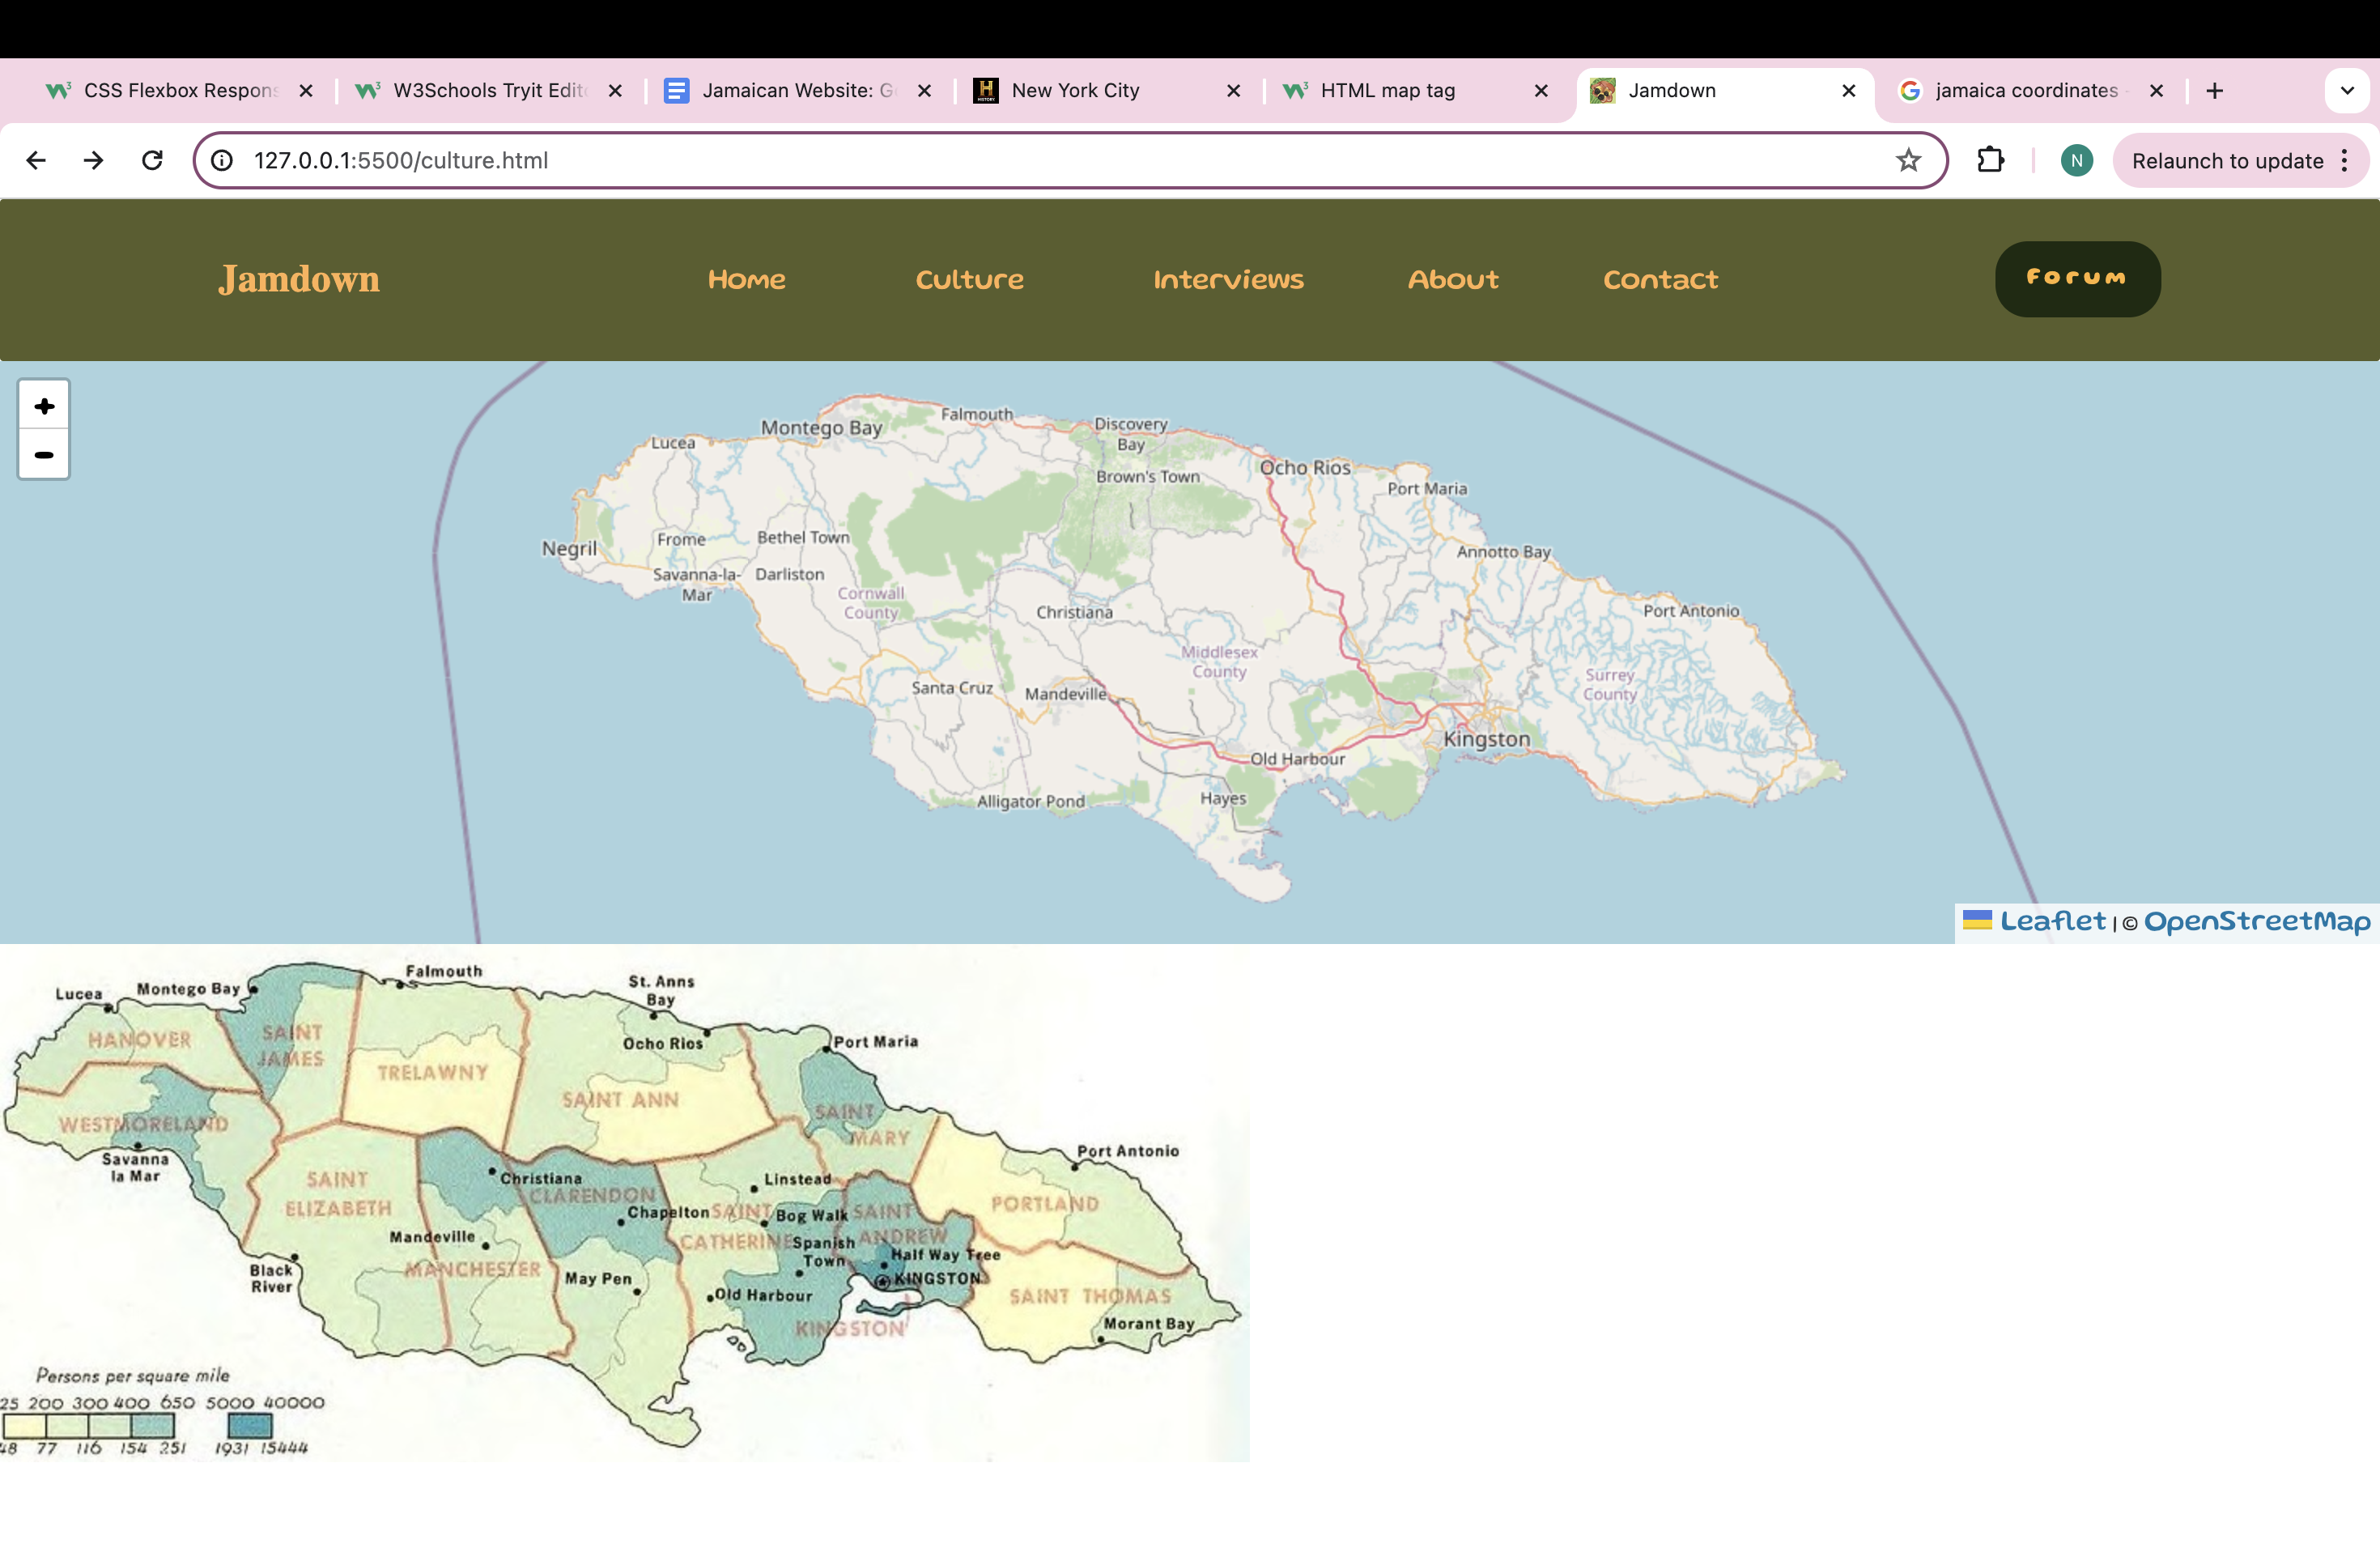 CSS Flexbox Respons
W3Schools Tryit Edit
Jamaican Website: G
New York City
HTML map tag
Jamdown
jamaica coordinates
127.0.0.1:5500/culture.html
N
Relaunch to update
Jamdown
Home
Culture
Interviews
About
Contact
Forum
+
-
Falmouth
Montego Bay
Discovery
Bay
Lucea
Ocho Rios
Brown's Town
Port Maria
Negril
Frome
Bethel Town
Annotto Bay
Savanna-la-
Mar
Darliston
Cornwall
County
Christiana
Port Antonio
Middlesex
County
Surrey
County
Santa Cruz
Mandeville
Kingston
Old Harbour
Alligator Pond
Hayes
Leaflet | © OpenStreetMap
Falmouth
St. Anns
Bay
Lucea
Montego Bay
HANOVER
SAINT
JAMES
Ocho Rios
Port Maria
TRELAWNY
SAINT ANN
SAINT
MARY
WESTMORELAND
Savanna
la Mar
Port Antonio
SAINT
ELIZABETH
Christiana
CLARENDON
Linstead
Chapelton
SAINT
CATHERINE
Bog Walk
SAINT
ANDREW
PORTLAND
Mandeville
Spanish
Town
Half Way Tree
Black
River
MANCHESTER
May Pen
KINGSTON
Old Harbour
SAINT THOMAS
KINGSTON
Morant Bay
Persons per square mile
25 200 300 400 650 5000 40000
48 77 116 154 251 1931 15444